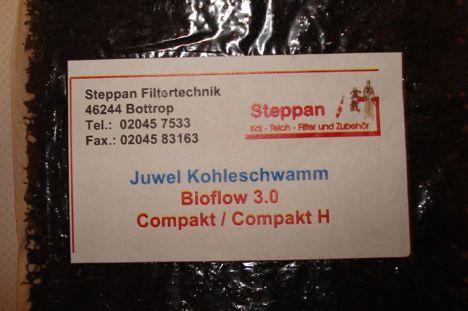 Steppan Filtertechnik
46244 Bottrop
Tel.: 02045 7533
Fax.: 02045 83163
Steppan
Koi - Teich - Filter und Zubehör
Juwel Kohleschwamm
Bioflow 3.0
Compakt / Compakt H